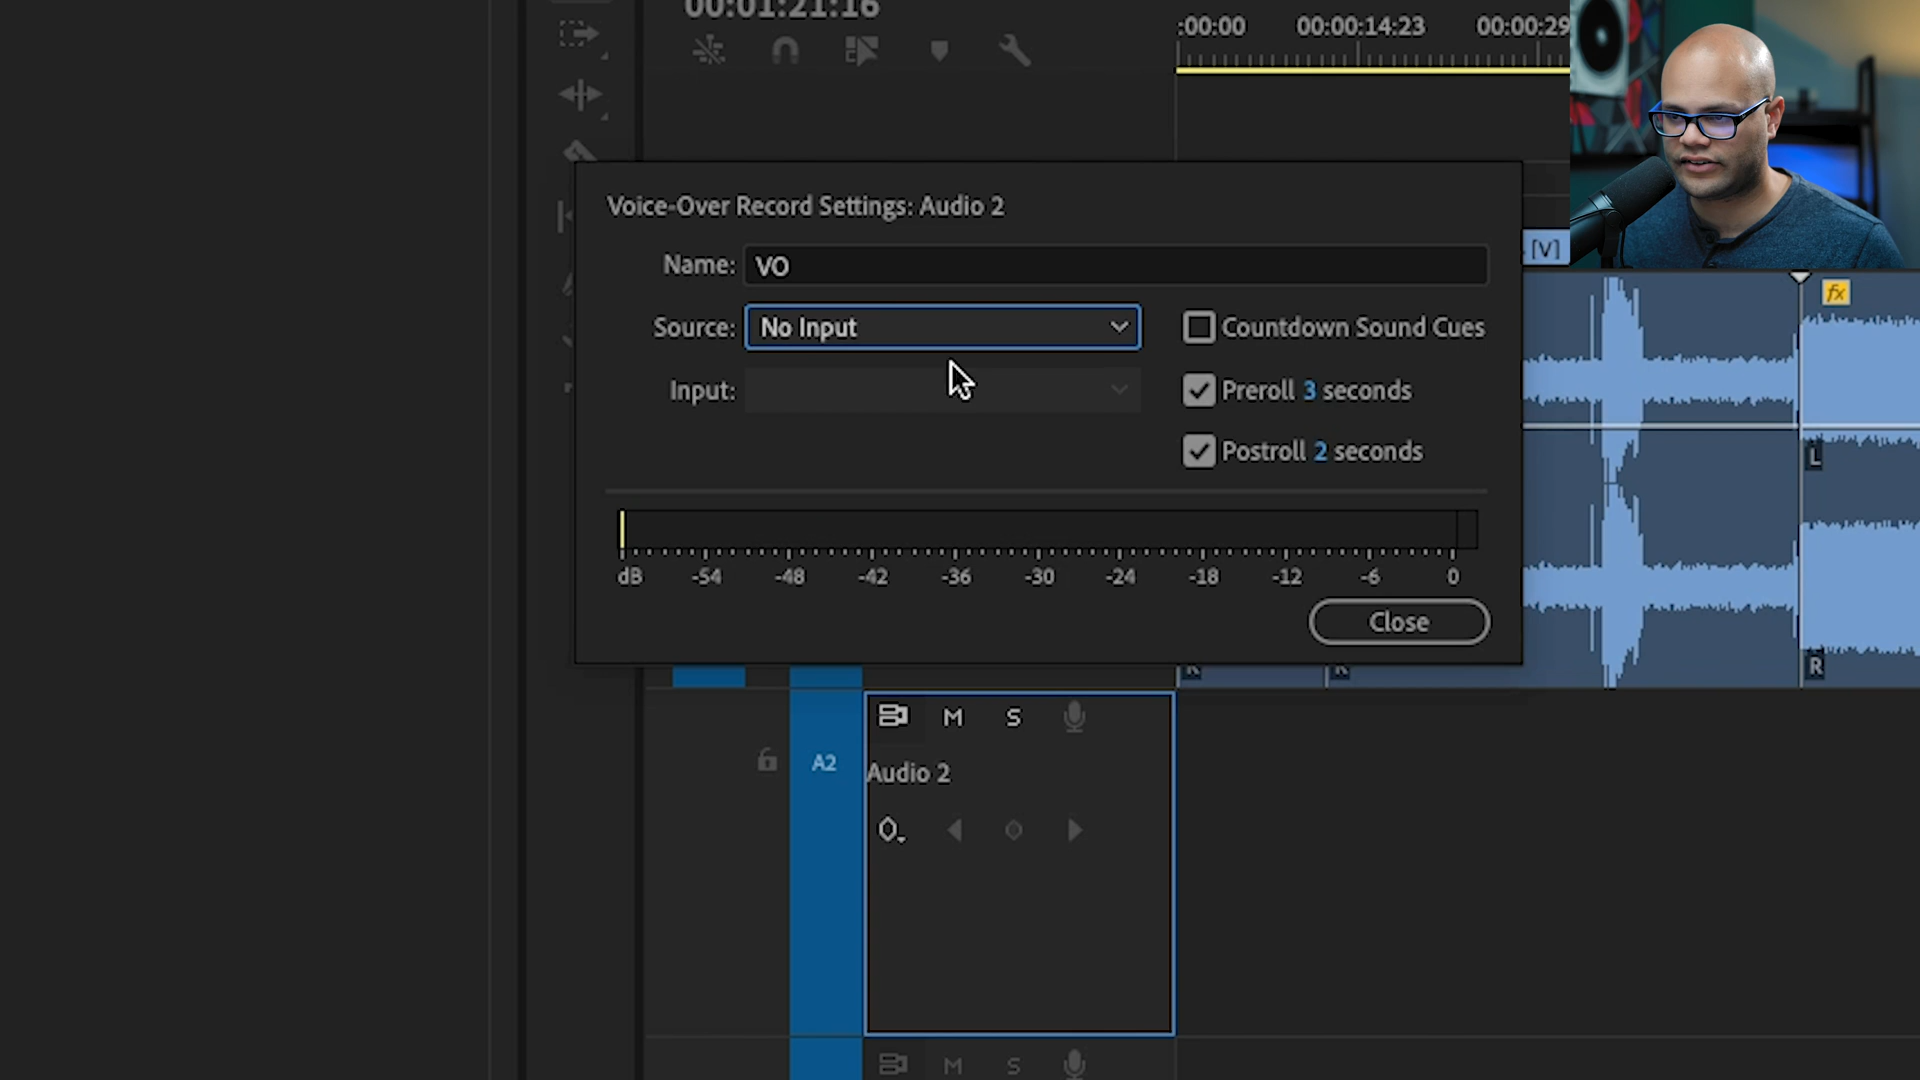 00:01:21:16
:00:00 00:00:14:23 00:00:29
Voice-Over Record Settings: Audio 2
Name: VO
[V]
Source: No Input
Countdown Sound Cues
fx
Input:
Preroll 3 seconds
Postroll 2 seconds
L
dB -54 -48 -42 -36 -30 -24 -18 -12 -6 0
Close
R R R
M S
A2
Audio 2
M S